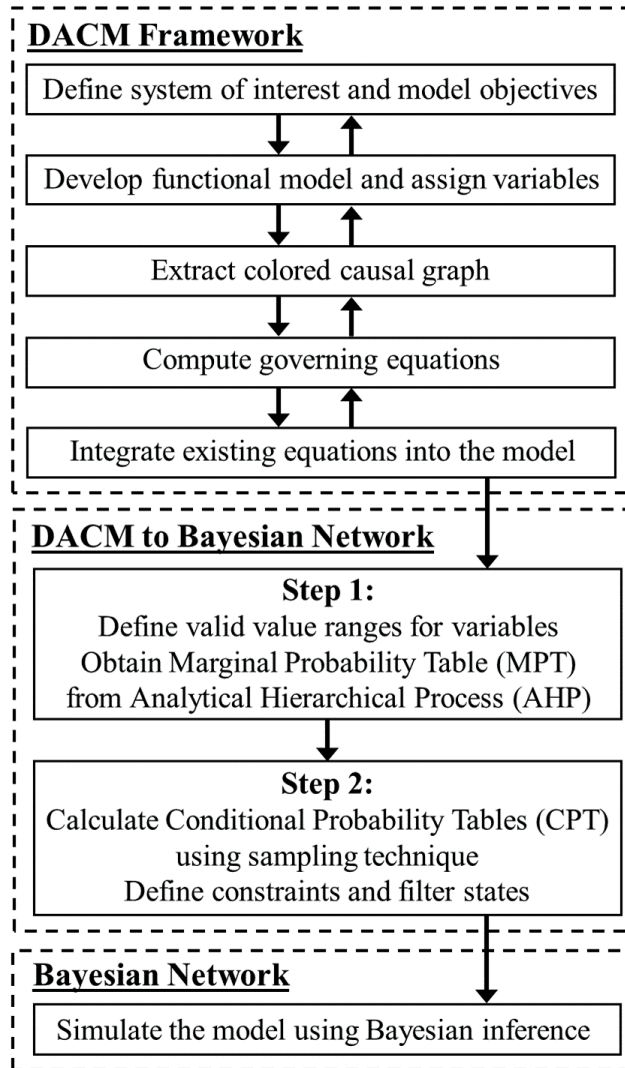 DACM Framework
Define system of interest and model objectives
Develop functional model and assign variables
Extract colored causal graph
Compute governing equations
Integrate existing equations into the model
DACM to Bayesian Network
Step 1:
Define valid value ranges for variables
Obtain Marginal Probability Table (MPT)
from Analytical Hierarchical Process (AHP)
Step 2:
Calculate Conditional Probability Tables (CPT)
using sampling technique
Define constraints and filter states
Bayesian Network
Simulate the model using Bayesian inference